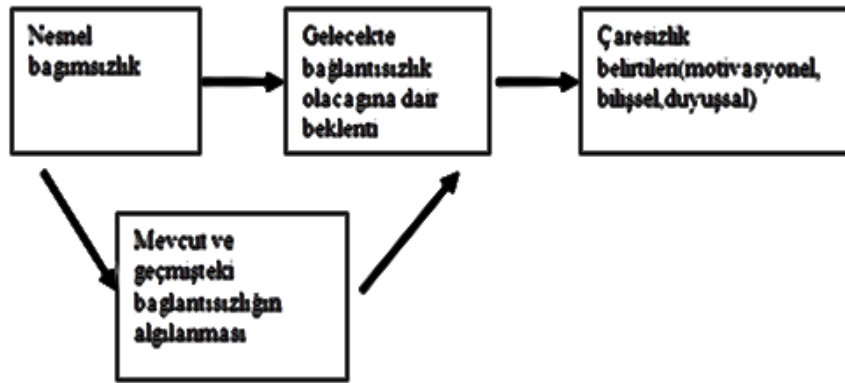 Nesnel
bagımsızlık
Gelecekte
bağlantısızlık
olacagına dair
beklenti
Çaresizlik
belirtileri(motivasyonel,
bilişsel,duyuşsal)
Mevcut ve
geçmişteki
baglantısızlığın
algılanması